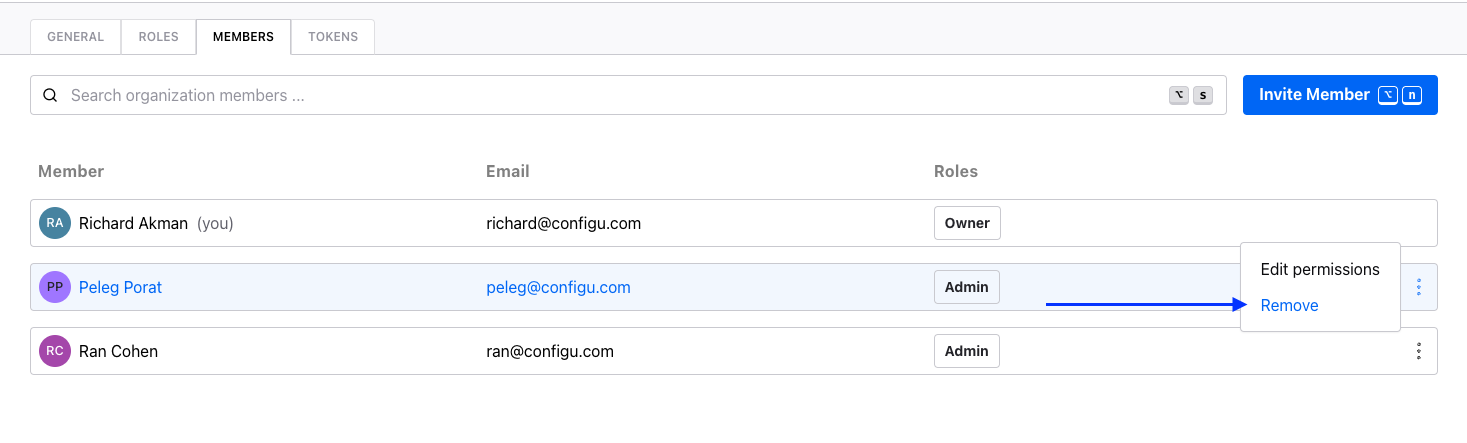 GENERAL ROLES MEMBERS TOKENS
Search organization members ... ⌥ s Invite Member ⌥ n
Member Email Roles
RA Richard Akman (you) richard@configu.com Owner
Edit permissions
PP Peleg Porat peleg@configu.com Admin
Remove
RC Ran Cohen ran@configu.com Admin